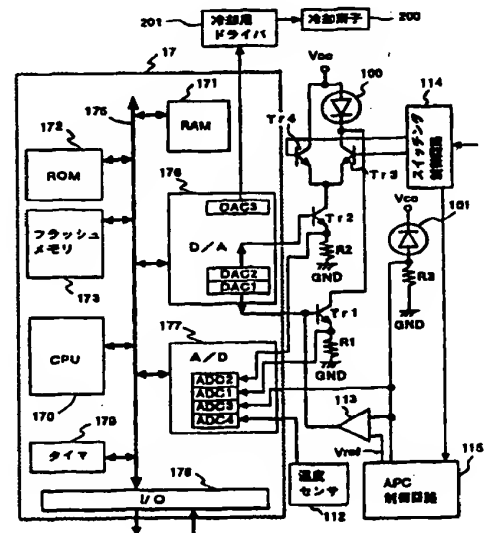 201
冷却用
ドライバ
冷却素子
200
17
Vcc
100
114
175
171
RAM
172
ROM
Tr4
Tr3
スイッチング
制御回路
176
DAC3
D/A
DAC2
DAC1
Tr2
R2
GND
Vcc
101
R3
GND
フラッシュ
メモリ
173
177
A/D
ADC2
ADC1
ADC3
ADC4
Tr1
R1
GND
CPU
170
179
タイマ
113
Vref
178
I/O
温度
センサ
112
APC
制御回路
115